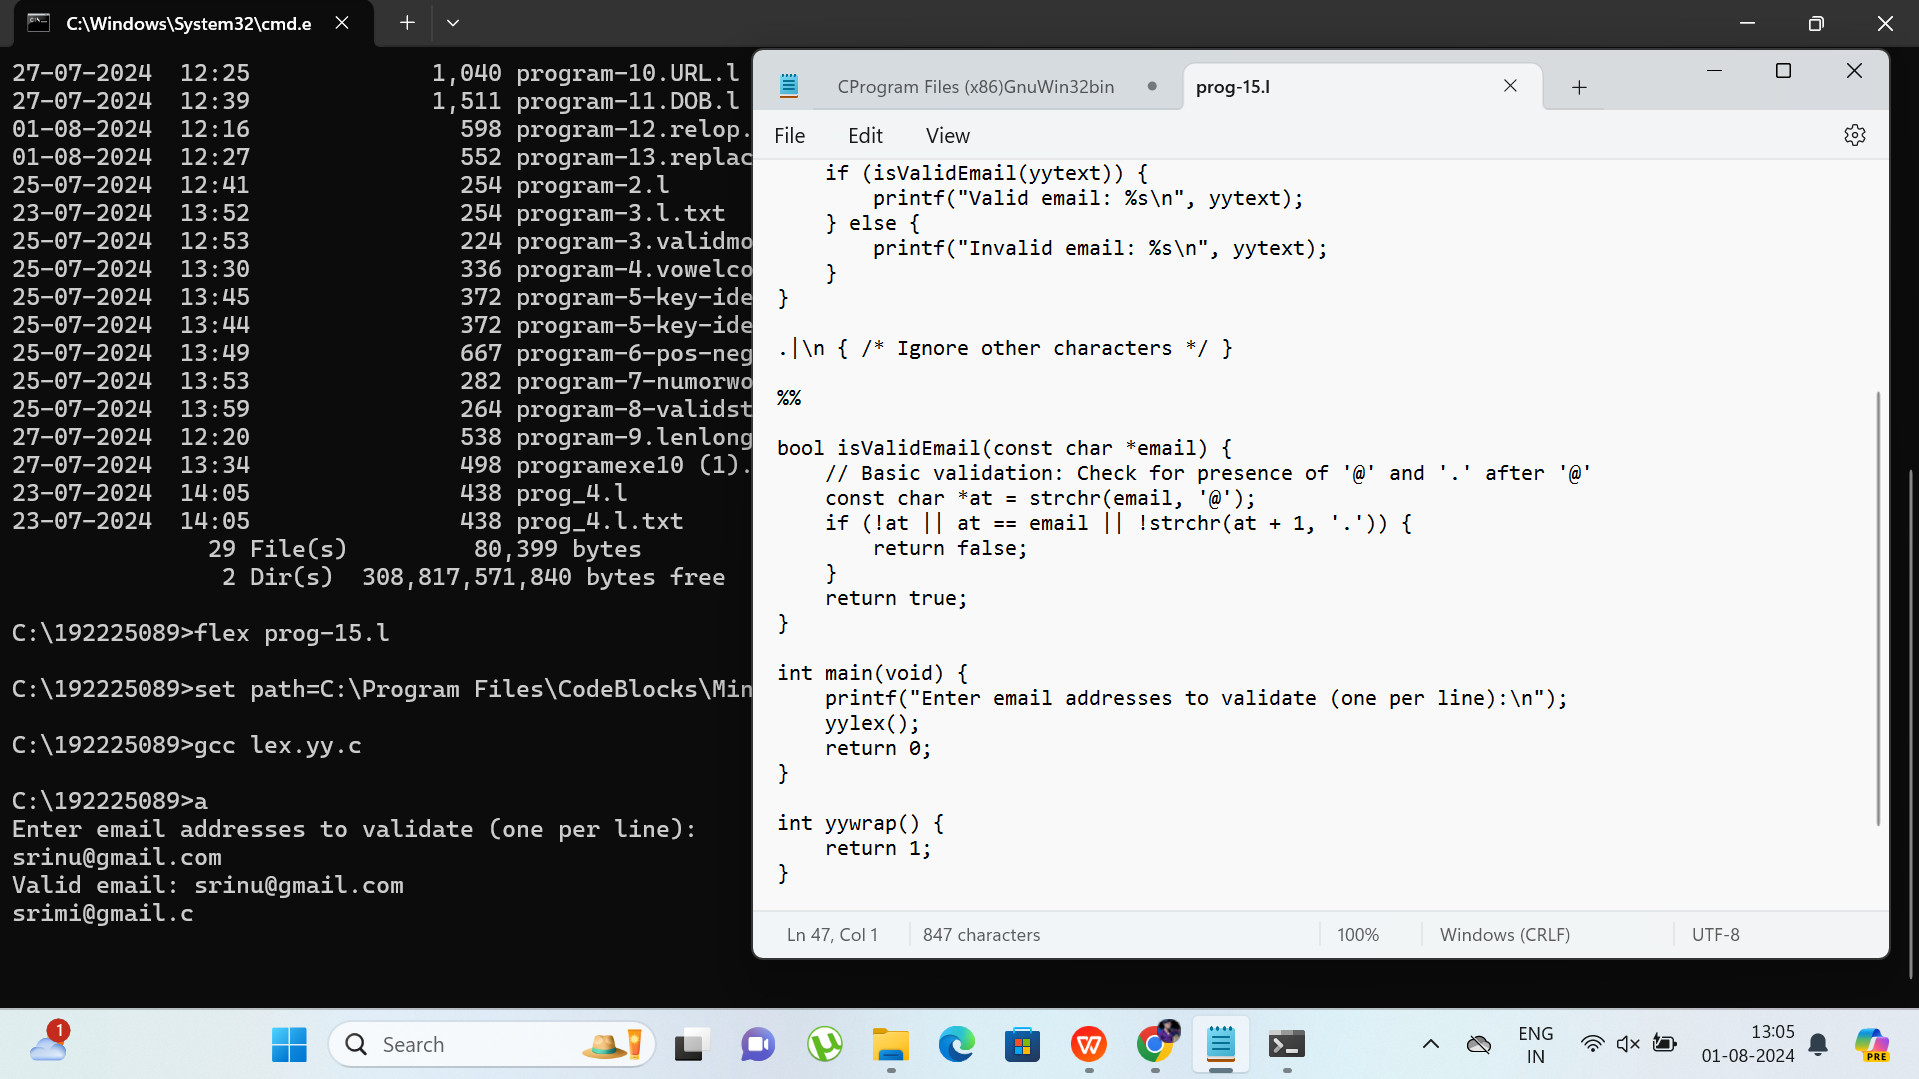 C:\Windows\System32\cmd.e
27-07-2024 12:25 1,040 program-10.URL.l
27-07-2024 12:39 1,511 program-11.DOB.l
01-08-2024 12:16 598 program-12.relop.
01-08-2024 12:27 552 program-13.replac
25-07-2024 12:41 254 program-2.l
23-07-2024 13:52 254 program-3.l.txt
25-07-2024 12:53 224 program-3.validmo
25-07-2024 13:30 336 program-4.vowelco
25-07-2024 13:45 372 program-5-key-ide
25-07-2024 13:44 372 program-5-key-ide
25-07-2024 13:49 667 program-6-pos-neg
25-07-2024 13:53 282 program-7-numorwo
25-07-2024 13:59 264 program-8-validst
27-07-2024 12:20 538 program-9.lenlong
27-07-2024 13:34 498 programexe10 (1).
23-07-2024 14:05 438 prog_4.l
23-07-2024 14:05 438 prog_4.l.txt
29 File(s) 80,399 bytes
2 Dir(s) 308,817,571,840 bytes free
C:\192225089>flex prog-15.l
C:\192225089>set path=C:\Program Files\CodeBlocks\Min
C:\192225089>gcc lex.yy.c
C:\192225089>a
Enter email addresses to validate (one per line):
srinu@gmail.com
Valid email: srinu@gmail.com
srimi@gmail.c
CProgram Files (x86)GnuWin32bin
prog-15.l
File Edit View
if (isValidEmail(yytext)) {
printf("Valid email: %s\n", yytext);
} else {
printf("Invalid email: %s\n", yytext);
}
}
.|\n { /* Ignore other characters */ }
%%
bool isValidEmail(const char *email) {
// Basic validation: Check for presence of '@' and '.' after '@'
const char *at = strchr(email, '@');
if (!at || at == email || !strchr(at + 1, '.')) {
return false;
}
return true;
}
int main(void) {
printf("Enter email addresses to validate (one per line):\n");
yylex();
return 0;
}
int yywrap() {
return 1;
}
Ln 47, Col 1 847 characters 100% Windows (CRLF) UTF-8
1
Search
ENG
IN
13:05
01-08-2024
PRE